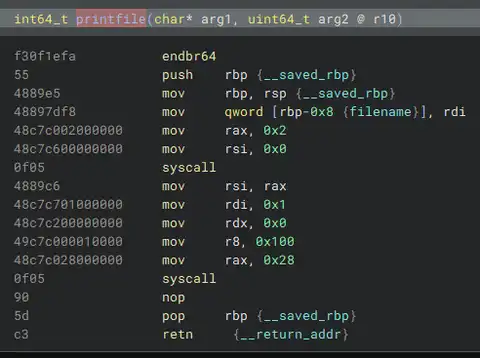 int64_t printfile(char* arg1, uint64_t arg2 @ r10)
f30f1efa endbr64
55 push rbp {__saved_rbp}
4889e5 mov rbp, rsp {__saved_rbp}
48897df8 mov qword [rbp-0x8 {filename}], rdi
48c7c002000000 mov rax, 0x2
48c7c600000000 mov rsi, 0x0
0f05 syscall
4889c6 mov rsi, rax
48c7c701000000 mov rdi, 0x1
48c7c200000000 mov rdx, 0x0
49c7c000010000 mov r8, 0x100
48c7c028000000 mov rax, 0x28
0f05 syscall
90 nop
5d pop rbp {__saved_rbp}
c3 retn {__return_addr}